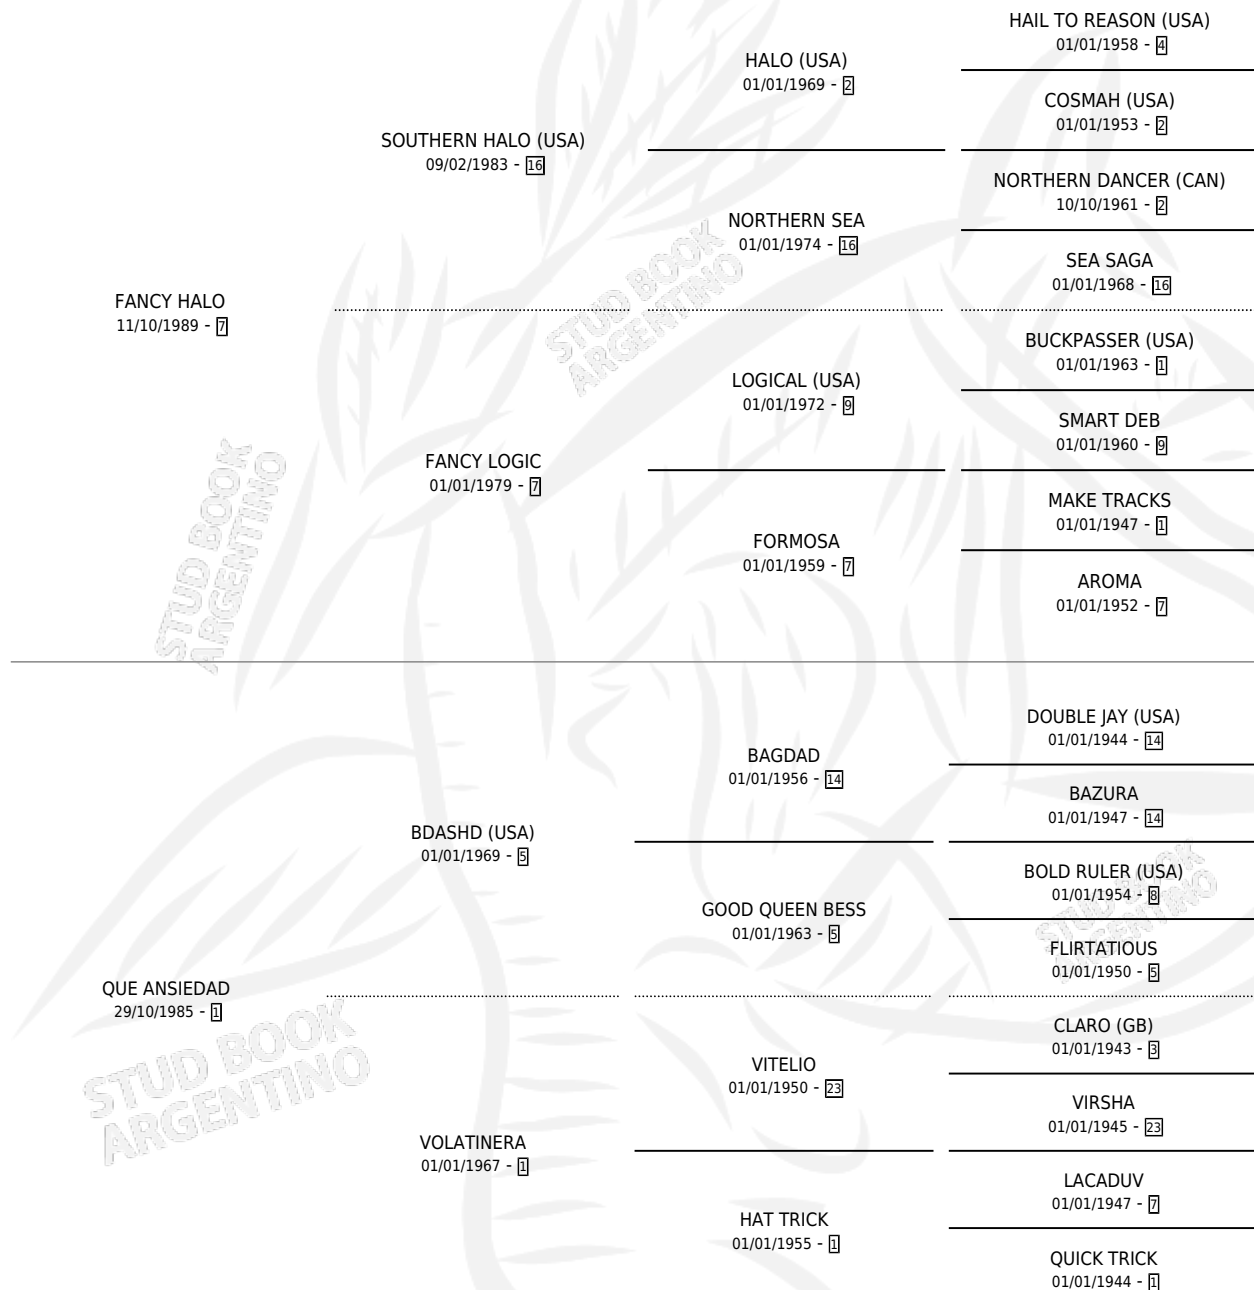 HAIL TO REASON (USA)
01/01/1958 - 4
HALO (USA)
01/01/1969 - 2
COSMAH (USA)
01/01/1953 - 2
SOUTHERN HALO (USA)
09/02/1983 - 16
NORTHERN DANCER (CAN)
10/10/1961 - 2
NORTHERN SEA
01/01/1974 - 16
SEA SAGA
01/01/1968 - 16
FANCY HALO
11/10/1989 - 7
BUCKPASSER (USA)
01/01/1963 - 1
LOGICAL (USA)
01/01/1972 - 9
SMART DEB
01/01/1960 - 9
FANCY LOGIC
01/01/1979 - 7
MAKE TRACKS
01/01/1947 - 1
FORMOSA
01/01/1959 - 7
AROMA
01/01/1952 - 7
STUD BOOK
ARGENTINO
STUD BOOK
ARGENTINO
DOUBLE JAY (USA)
01/01/1944 - 14
BAGDAD
01/01/1956 - 14
BAZURA
01/01/1947 - 14
BDASHD (USA)
01/01/1969 - 5
BOLD RULER (USA)
01/01/1954 - 8
GOOD QUEEN BESS
01/01/1963 - 5
FLIRTATIOUS
01/01/1950 - 5
STUD BOOK
ARGENTINO
QUE ANSIEDAD
29/10/1985 - 1
CLARO (GB)
01/01/1943 - 3
VITELIO
01/01/1950 - 23
VIRSHA
01/01/1945 - 23
VOLATINERA
01/01/1967 - 1
LACADUV
01/01/1947 - 7
HAT TRICK
01/01/1955 - 1
QUICK TRICK
01/01/1944 - 1
STUD BOOK
ARGENTINO